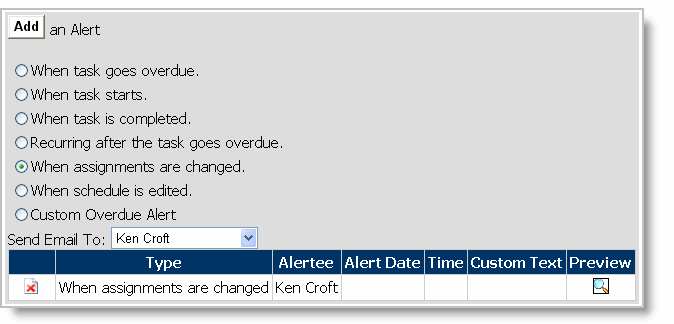 Add an Alert
When task goes overdue.
When task starts.
When task is completed.
Recurring after the task goes overdue.
When assignments are changed.
When schedule is edited.
Custom Overdue Alert
Send Email To: Ken Croft
Type Alertee Alert Date Time Custom Text Preview
When assignments are changed Ken Croft